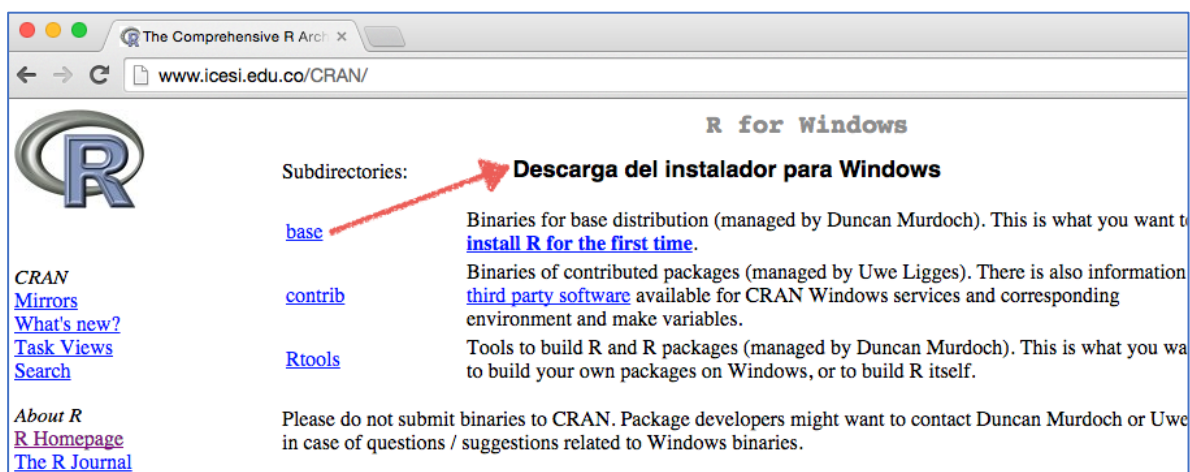 The Comprehensive R Arch
www.icesi.edu.co/CRAN/
R
R for Windows
Subdirectories:
Descarga del instalador para Windows
base
Binaries for base distribution (managed by Duncan Murdoch). This is what you want
install R for the first time.
contrib
Binaries of contributed packages (managed by Uwe Ligges). There is also information
third party software available for CRAN Windows services and corresponding
environment and make variables.
Rtools
Tools to build R and R packages (managed by Duncan Murdoch). This is what you
to build your own packages on Windows, or to build R itself.
Please do not submit binaries to CRAN. Package developers might want to contact Duncan Murdoch or Uwe
in case of questions / suggestions related to Windows binaries.
CRAN
Mirrors
What's new?
Task Views
Search
About R
R Homepage
The R Journal